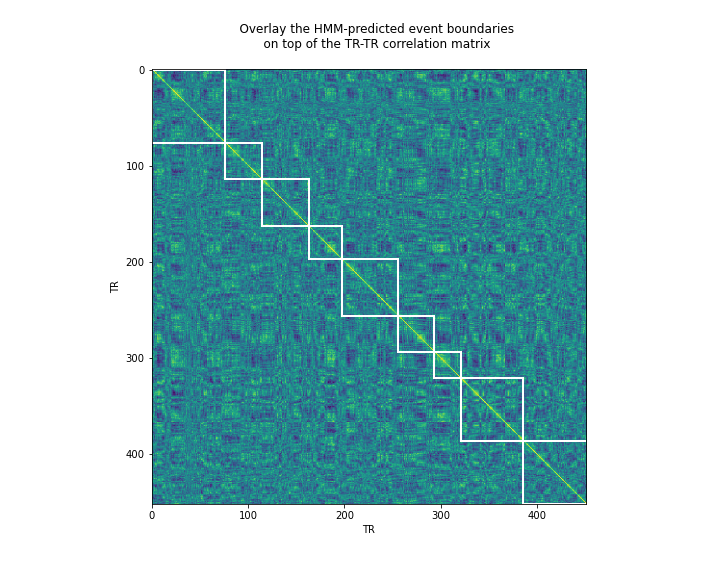 Overlay the HMM-predicted event boundaries
on top of the TR-TR correlation matrix
0
100
200
300
400
TR
0 100 200 300 400
TR